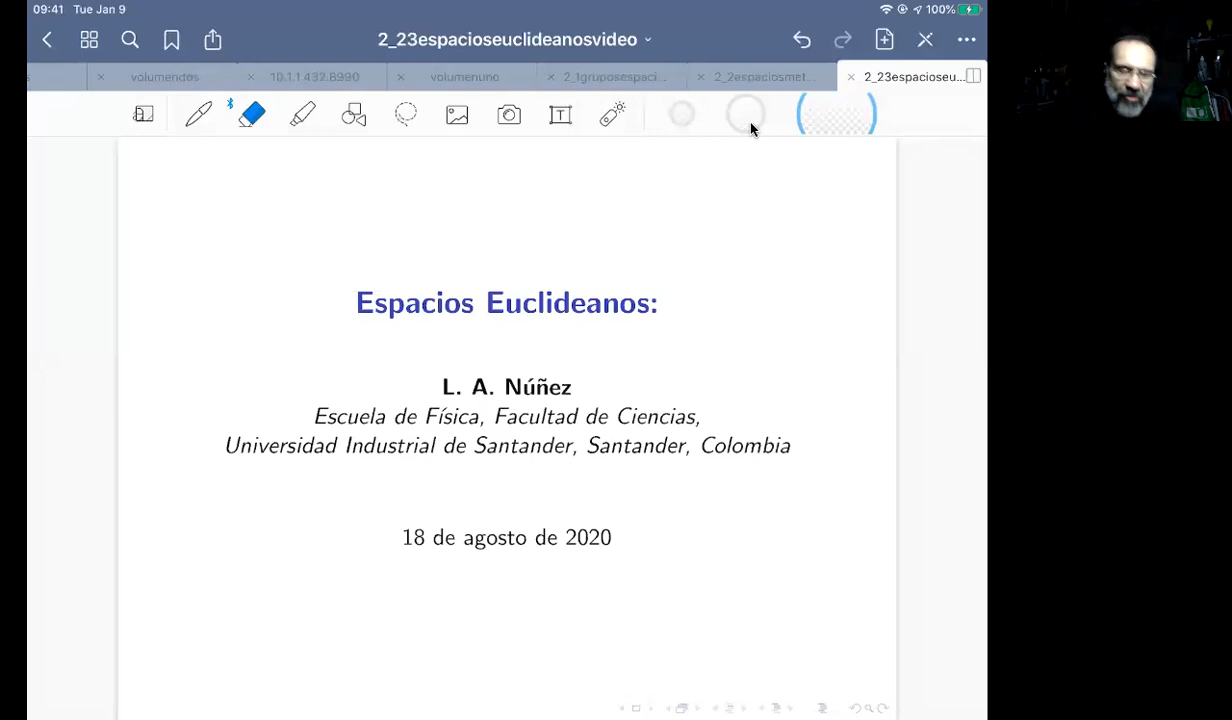 09:41 Tue Jan 9
100%
2_23espacioseuclideanosvideo
volumendos
10.1.1.432.8990
volumenuno
2_1gruposespaci...
2_2espaciosmet...
2_23espacioseu...
T
Espacios Euclideanos:
L. A. Núñez
Escuela de Física, Facultad de Ciencias,
Universidad Industrial de Santander, Santander, Colombia
18 de agosto de 2020